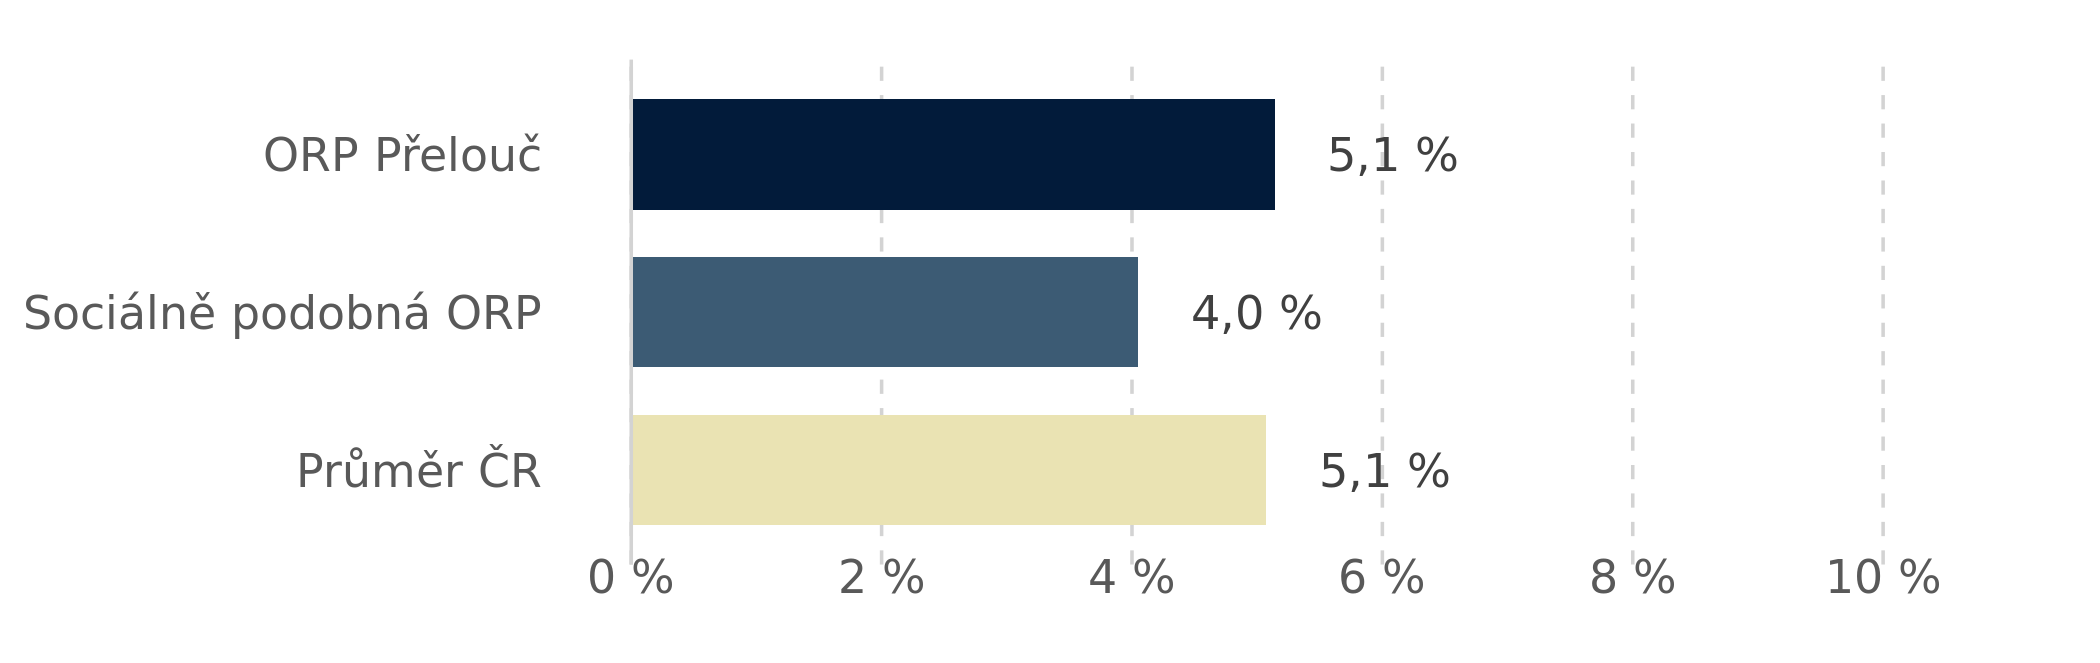 ORP Přelouč
5,1 %
Sociálně podobná ORP
4,0 %
Průměr ČR
5,1 %
0 % 2 % 4 % 6 % 8 % 10 %